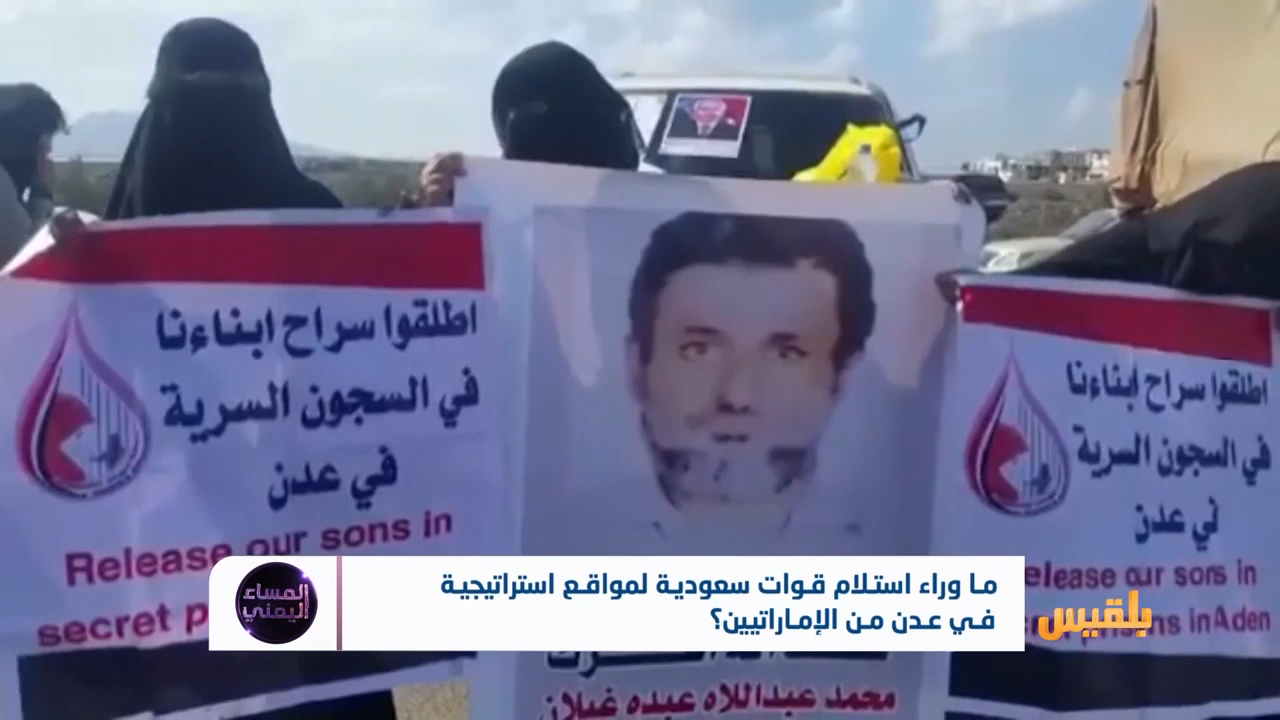 اطلقوا سراح ابناءنا
في السجون السرية
في عدن
Release our sons in
secret
اطلقوا سراح ابناءنا
في السجون السرية
في عدن
elease our sons in
inAden
محمد عبداللاه عبده غيلان
المساء
اليمني
ما وراء استلام قوات سعودية لمواقع استراتيجية
في عدن من الإماراتيين؟
بلقيس